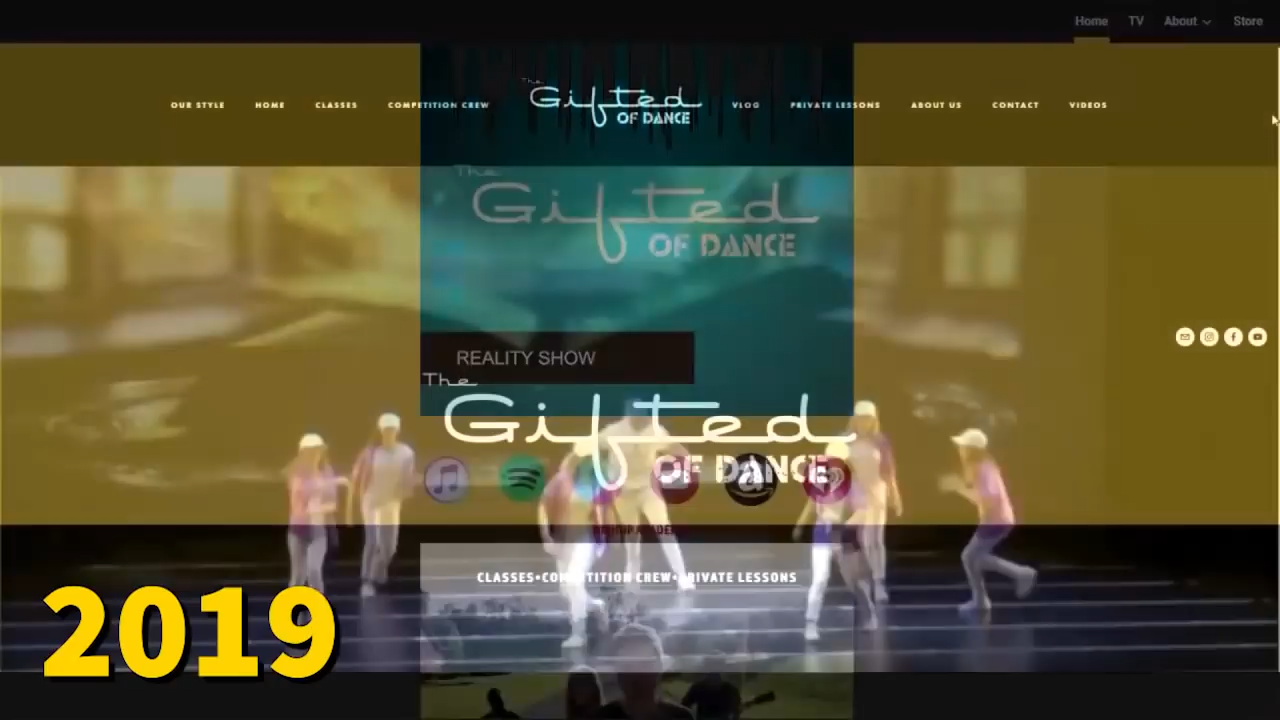 Home TV About Store
OUR STYLE HOME CLASSES COMPETITION CREW The Gifted OF DANCE VLOG PRIVATE LESSONS ABOUT US CONTACT VIDEOS
The
Gifted
OF DANCE
REALITY SHOW
The
Gifted
OF DANCE
CLASSES•COMPETITION CREW•PRIVATE LESSONS
2019